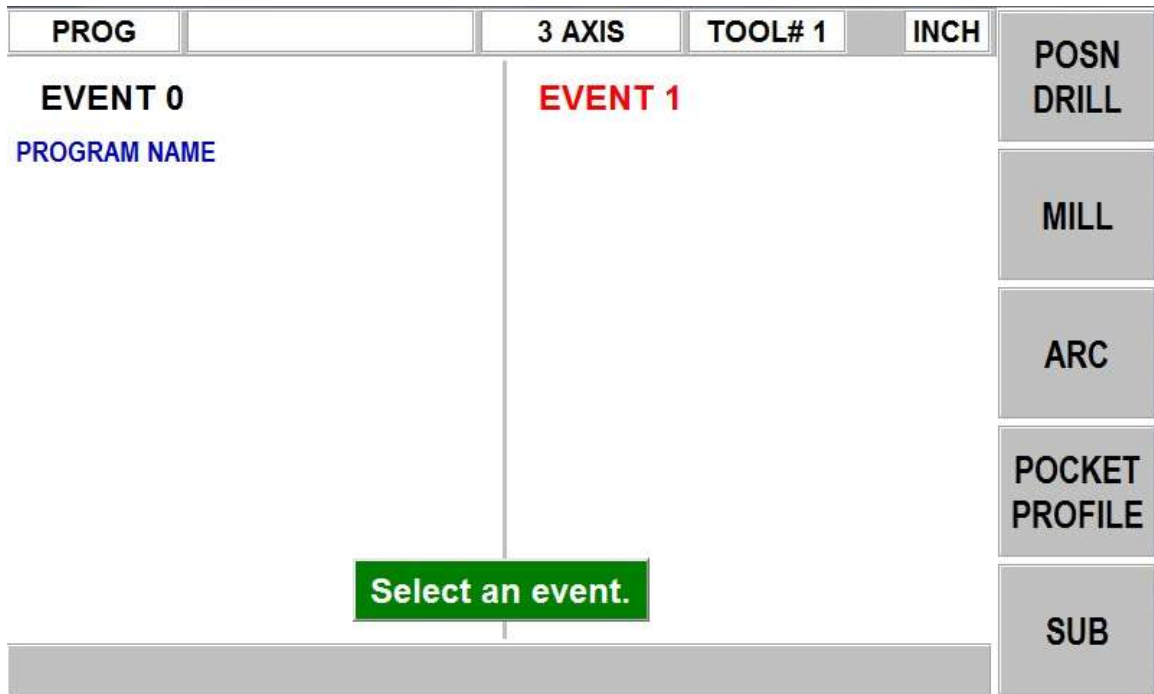 PROG 3 AXIS TOOL# 1 INCH
EVENT 0
PROGRAM NAME
EVENT 1
Select an event.
POSN
DRILL
MILL
ARC
POCKET
PROFILE
SUB